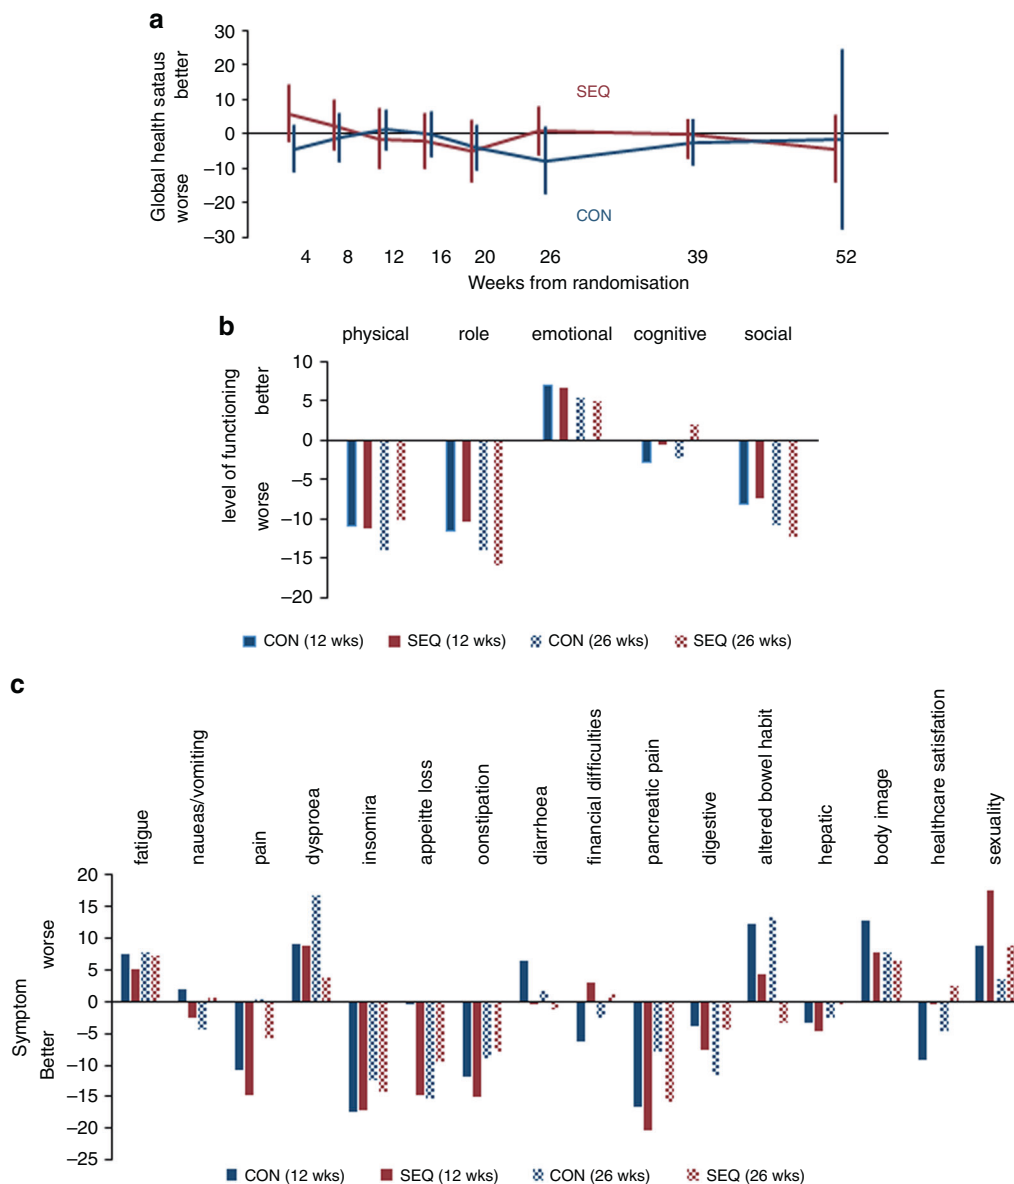 a
30
20
10
0
–10
–20
–30
Global health sataus
worse better
SEQ
CON
4 8 12 16 20 26 39 52
Weeks from randomisation
b
physical role emotional cognitive social
10
5
0
–5
–10
–15
–20
level of functioning
worse better
CON (12 wks) SEQ (12 wks) CON (26 wks) SEQ (26 wks)
c
fatigue
naueas/vomiting
pain
dysproea
insomira
appeitte loss
oonstipation
diarrhoea
financial difficulties
pancreatic pain
digestive
altered bowel habit
hepatic
body image
healthcare satisfation
sexuality
20
15
10
5
0
–5
–10
–15
–20
–25
Symptom
Better worse
CON (12 wks) SEQ (12 wks) CON (26 wks) SEQ (26 wks)